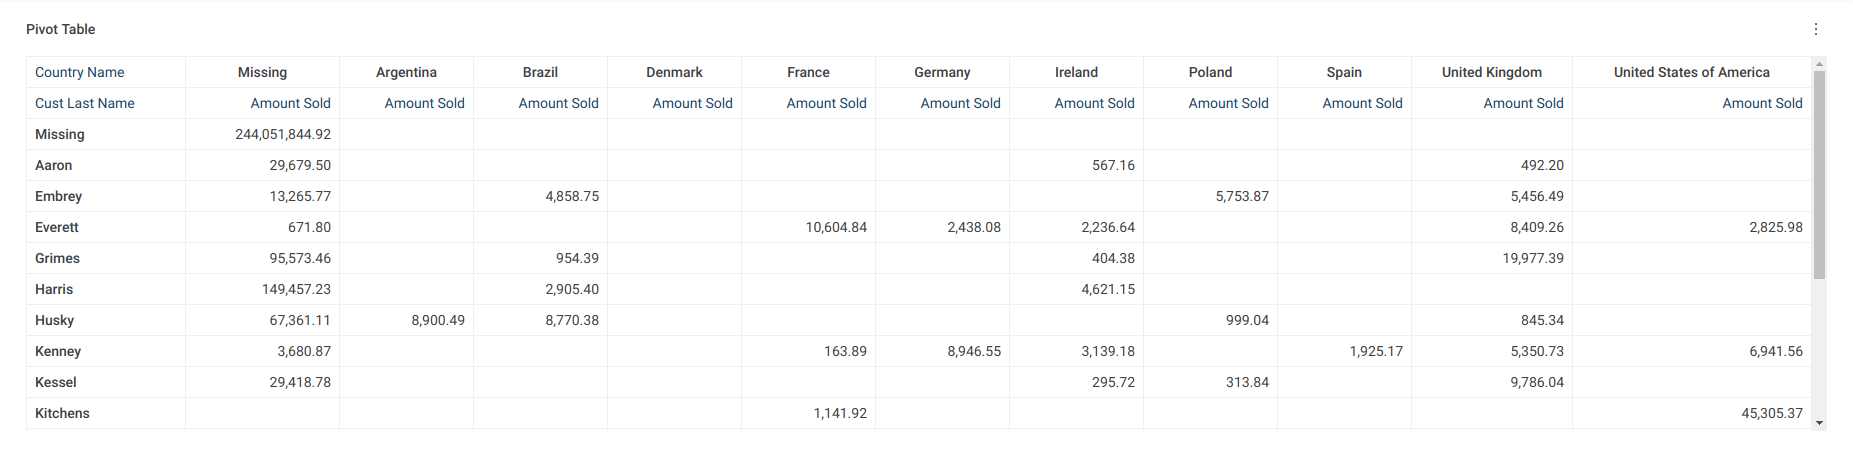 Pivot Table
Country Name Missing Argentina Brazil Denmark France Germany Ireland Poland Spain United Kingdom United States of America
Cust Last Name Amount Sold Amount Sold Amount Sold Amount Sold Amount Sold Amount Sold Amount Sold Amount Sold Amount Sold Amount Sold Amount Sold
Missing 244,051,844.92
Aaron 29,679.50 567.16 492.20
Embrey 13,265.77 4,858.75 5,753.87 5,456.49
Everett 671.80 10,604.84 2,438.08 2,236.64 8,409.26 2,825.98
Grimes 95,573.46 954.39 404.38 19,977.39
Harris 149,457.23 2,905.40 4,621.15
Husky 67,361.11 8,900.49 8,770.38 999.04 845.34
Kenney 3,680.87 163.89 8,946.55 3,139.18 1,925.17 5,350.73 6,941.56
Kessel 29,418.78 295.72 313.84 9,786.04
Kitchens 1,141.92 45,305.37